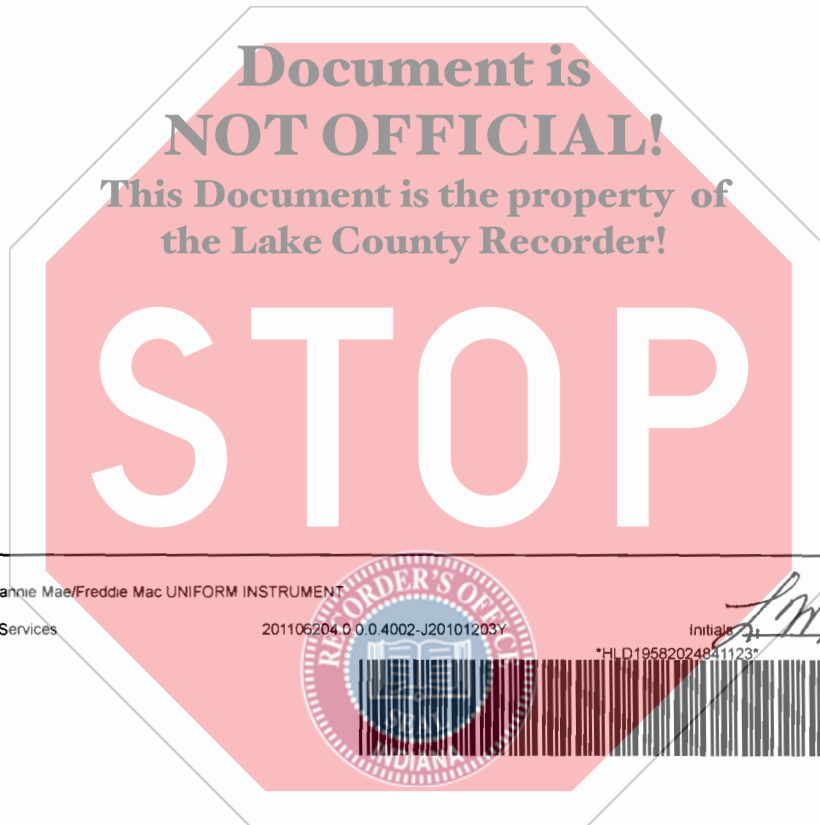 Document is
NOT OFFICIAL!
This Document is the property of
the Lake County Recorder!
STOP
annie Mae/Freddie Mac UNIFORM INSTRUMENT
Services 201106204.0.0.0.4002-J20101203Y Initials
*HLD19582024841123*
RECORDER'S OFFICE
SEAL
INDIANA